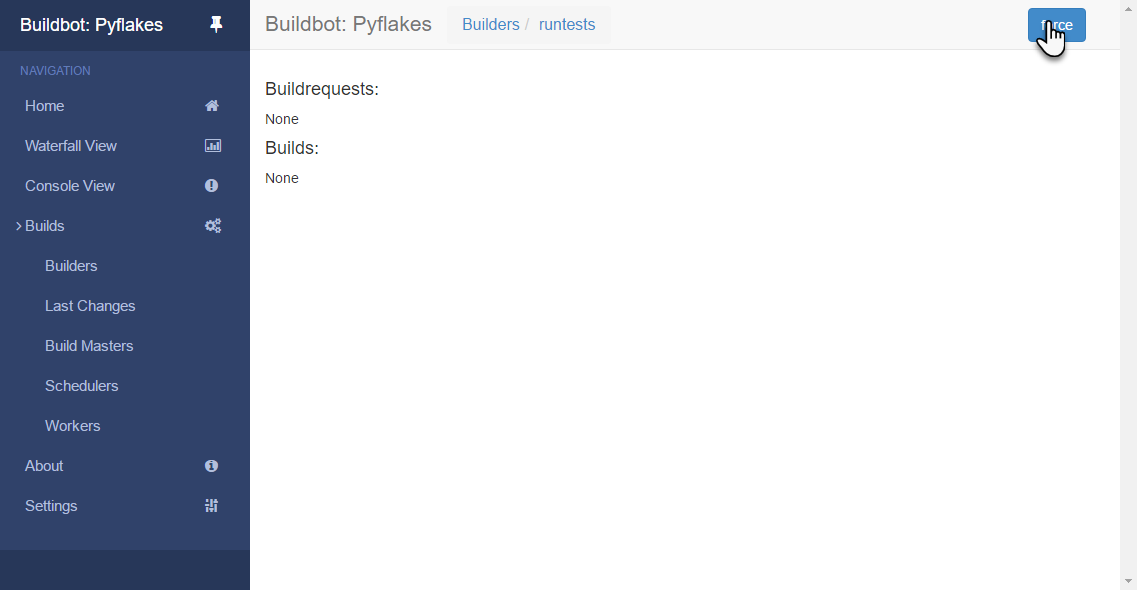 Buildbot: Pyflakes
NAVIGATION
Home
Waterfall View
Console View
Builds
Builders
Last Changes
Build Masters
Schedulers
Workers
About
Settings
Buildbot: Pyflakes Builders / runtests
Buildrequests:
None
Builds:
None